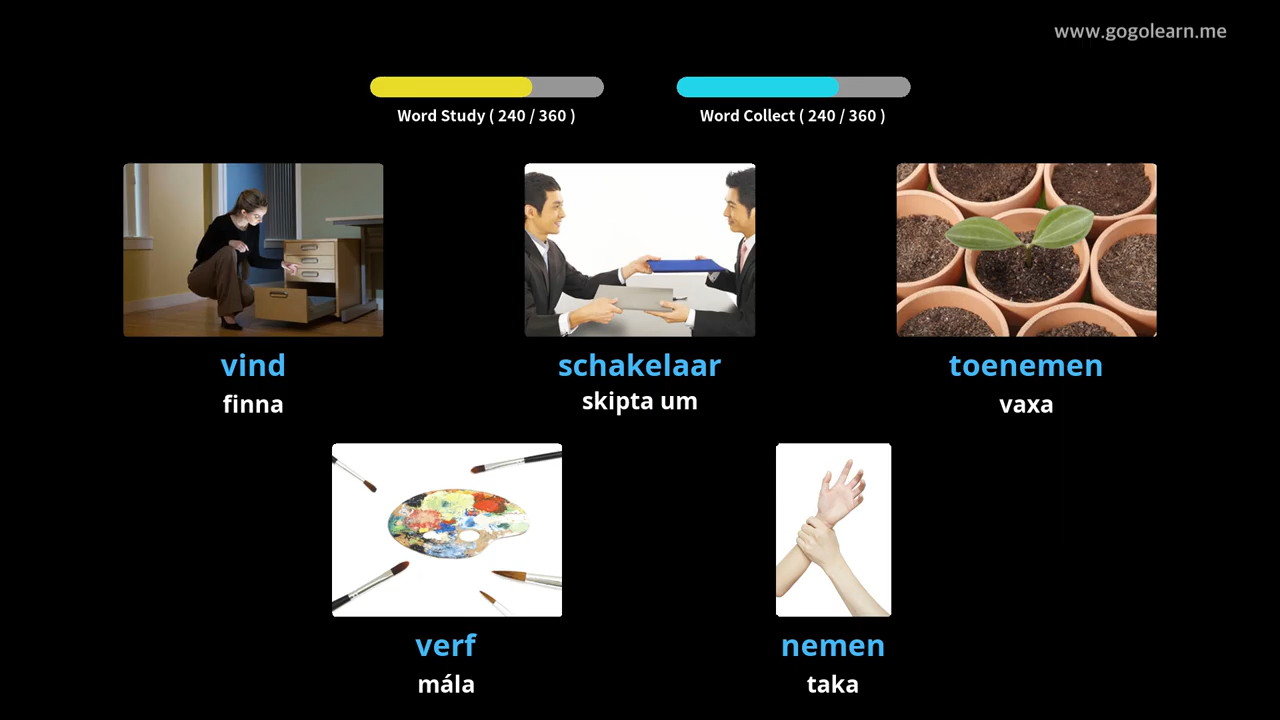 www.gogolearn.me
Word Study ( 240 / 360 )
Word Collect ( 240 / 360 )
vind
finna
schakelaar
skipta um
toenemen
vaxa
verf
mála
nemen
taka